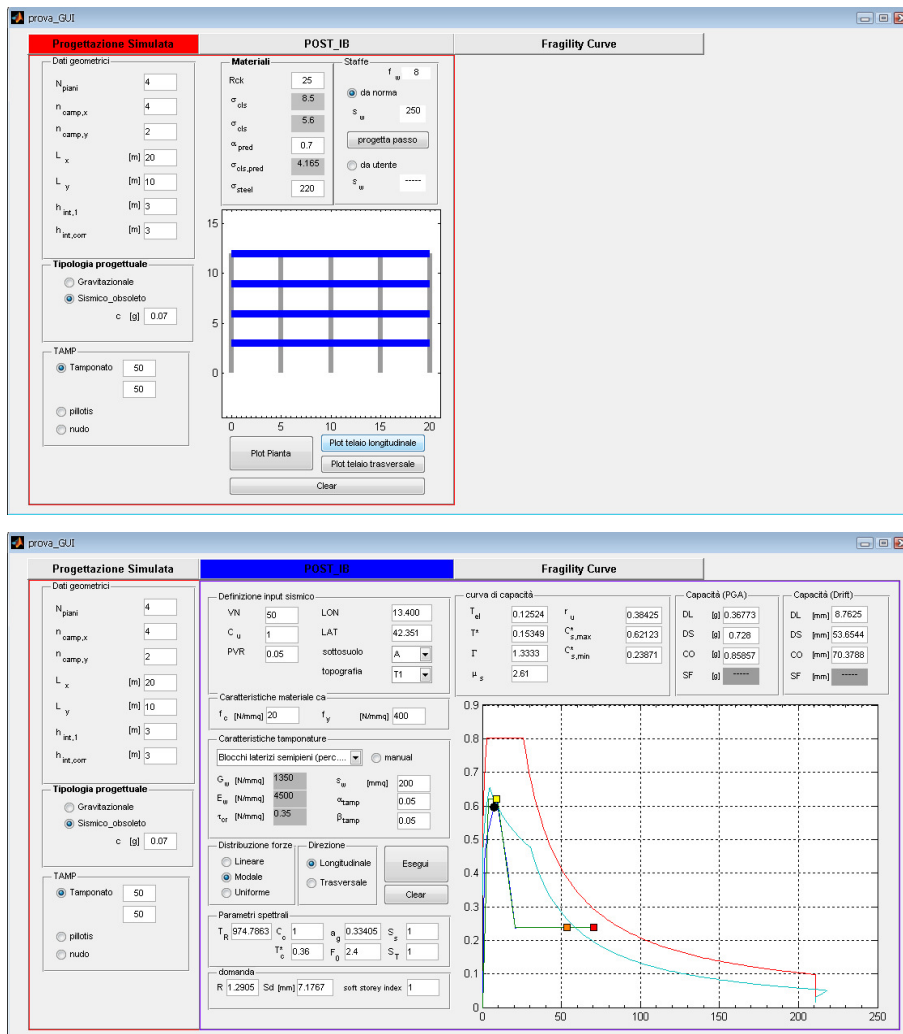 prova_GUI
Progettazione Simulata POST_IB Fragility Curve
Dati geometrici
N piani 4
n camp,x 4
n camp,y 2
L x [m] 20
L y [m] 10
h int,1 [m] 3
h int,corr [m] 3
Tipologia progettuale
Gravitazionale
Sismico_obsoleto
c [g] 0.07
TAMP
Tamponato 50
50
pillotis
nudo
Materiali
Rck 25
σ cls 8.5
σ cls 5.6
α pred 0.7
σ cls,pred 4.165
σ steel 220
Staffe
f w 8
da norma
s w 250
progetta passo
da utente
s w -----
15
10
5
0
0 5 10 15 20
Plot Pianta
Plot telaio longitudinale
Plot telaio trasversale
Clear
prova_GUI
Progettazione Simulata POST_IB Fragility Curve
Dati geometrici
N piani 4
n camp,x 4
n camp,y 2
L x [m] 20
L y [m] 10
h int,1 [m] 3
h int,corr [m] 3
Tipologia progettuale
Gravitazionale
Sismico_obsoleto
c [g] 0.07
TAMP
Tamponato 50
50
pillotis
nudo
Definizione input sismico
VN 50 LON 13.400
C u 1 LAT 42.351
PVR 0.05 sottosuolo A
topografia T1
Caratteristiche materiale ca
f c [N/mmq] 20 f y [N/mmq] 400
Caratteristiche tamponature
Blocchi laterizi semipieni (perc.... manual
G w [N/mmq] 1350 s w [mmq] 200
E w [N/mmq] 4500 α tamp 0.05
τ cr [N/mmq] 0.35 β tamp 0.05
Distribuzione forze
Lineare
Modale
Uniforme
Direzione
Longitudinale
Trasversale
Esegui
Clear
Parametri spettrali
T R 974.7863 C c 1 a g 0.33405 S s 1
T* c 0.36 F 0 2.4 S T 1
domanda
R 1.2905 Sd [mm] 7.1767 soft storey index 1
curva di capacità
T el 0.12524 r u 0.38425
T* 0.15349 C* s,max 0.62123
Γ 1.3333 C* s,min 0.23871
μ s 2.61
Capacità (PGA)
DL [g] 0.36773
DS [g] 0.728
CO [g] 0.85857
SF [g] -----
Capacità (Drift)
DL [mm] 8.7625
DS [mm] 53.6544
CO [mm] 70.3788
SF [mm] -----
0.9
0.8
0.7
0.6
0.5
0.4
0.3
0.2
0.1
0
0 50 100 150 200 250